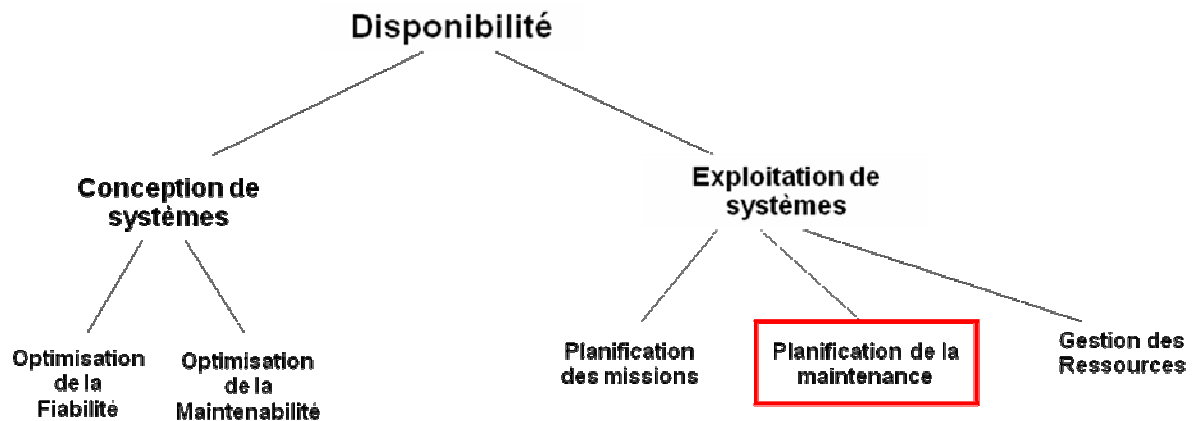 Disponibilité
Conception de
systèmes
Exploitation de
systèmes
Optimisation
de la
Fiabilité
Optimisation
de la
Maintenabilité
Planification
des missions
Planification de la
maintenance
Gestion des
Ressources